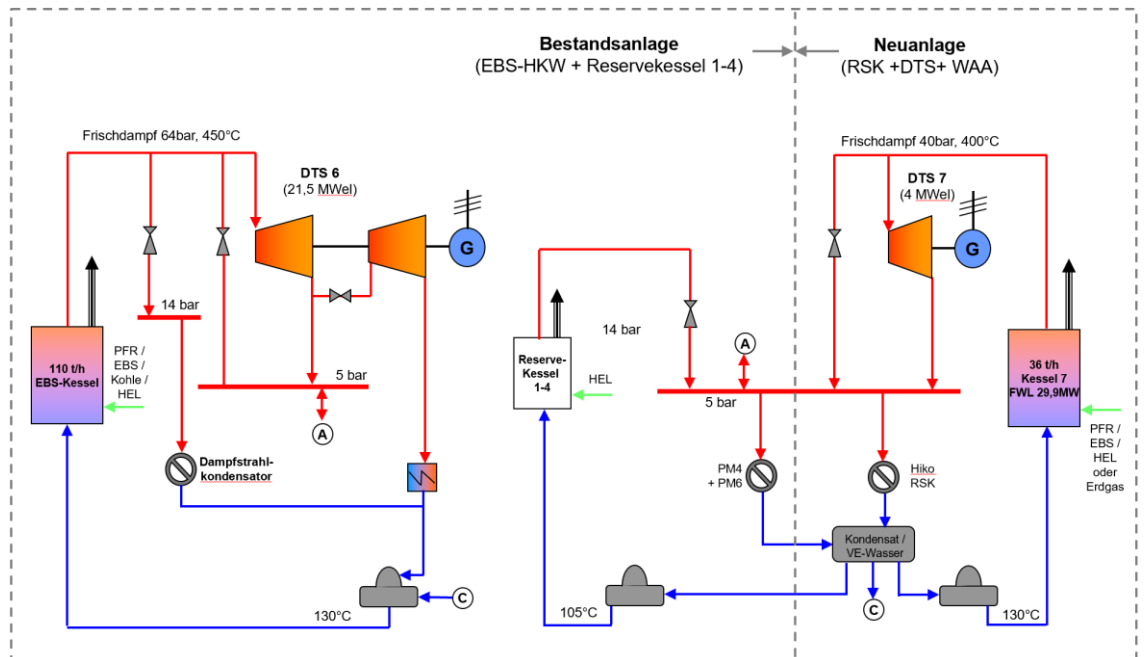 Bestandsanlage
(EBS-HKW + Reservekessel 1-4)
Neuanlage
(RSK +DTS+ WAA)
Frischdampf 64bar, 450°C
DTS 6
(21,5 MWel)
G
14 bar
110 t/h
EBS-Kessel
PFR /
EBS /
Kohle /
HEL
5 bar
A
Dampfstrahl-
kondensator
130°C
C
14 bar
Reserve-
Kessel
1-4
HEL
A
5 bar
PM4
+ PM6
105°C
Frischdampf 40bar, 400°C
DTS 7
(4 MWel)
G
36 t/h
Kessel 7
FWL 29,9MW
PFR /
EBS /
HEL
oder
Erdgas
Hiko
RSK
Kondensat /
VE-Wasser
C
130°C